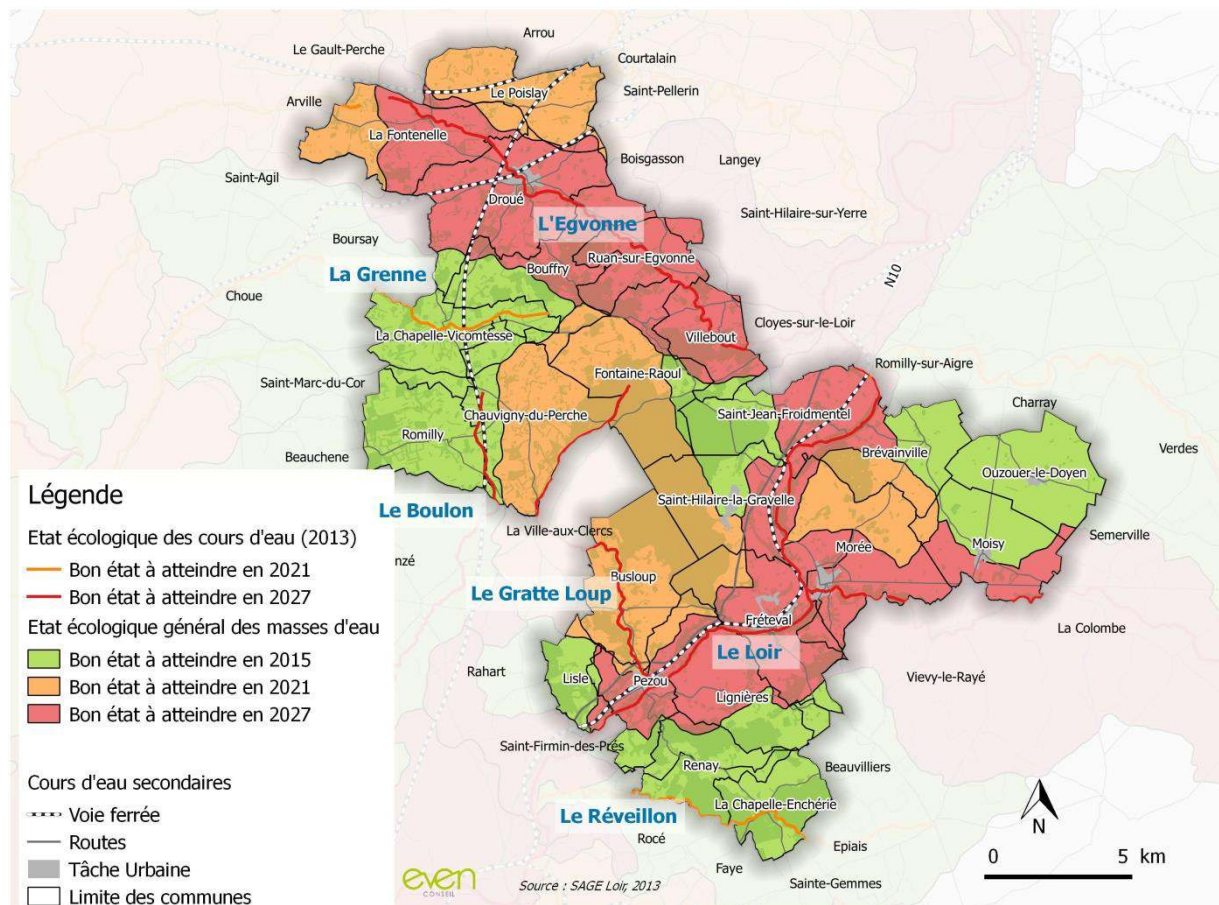 Arrou
Le Gault-Perche
Courtalain
Le Poislay
Saint-Pellerin
Arville
La Fontenelle
Boisgasson
Langey
Saint-Agil
Droué
Saint-Hilaire-sur-Yerre
L'Egvonne
Boursay
Ruan-sur-Egvonne
Bouffry
La Grenne
N10
Choue
Cloyes-sur-le-Loir
La Chapelle-Vicomtesse
Villebout
Romilly-sur-Aigre
Fontaine-Raoul
Saint-Marc-du-Cor
Charray
Chauvigny-du-Perche
Saint-Jean-Froidmentel
Romilly
Verdes
Beauchene
Brévainville
Ouzouer-le-Doyen
Saint-Hilaire-la-Gravelle
Le Boulon
La Ville-aux-Clercs
Semerville
Morée
Moisy
nzé
Busloup
Le Gratte Loup
Fréteval
La Colombe
Le Loir
Rahart
Lisle
Pezou
Vievy-le-Rayé
Lignières
Saint-Firmin-des-Prés
Renay
Beauvilliers
La Chapelle-Enchérie
Le Réveillon
Rocé
Epiais
Faye
Sainte-Gemmes
Légende
Etat écologique des cours d'eau (2013)
Bon état à atteindre en 2021
Bon état à atteindre en 2027
Etat écologique général des masses d'eau
Bon état à atteindre en 2015
Bon état à atteindre en 2021
Bon état à atteindre en 2027
Cours d'eau secondaires
Voie ferrée
Routes
Tâche Urbaine
Limite des communes
even
CONSEIL
Source : SAGE Loir, 2013
N
0 5 km